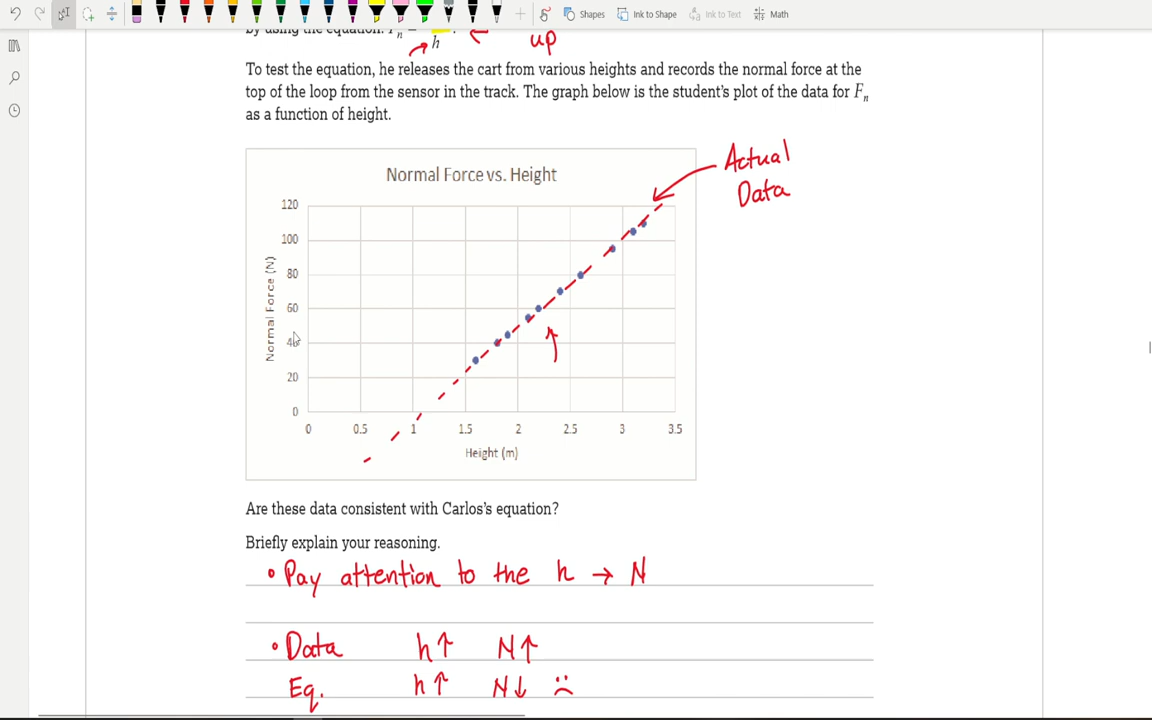 Shapes Ink to Shape Ink to Text Math
by using the equation: F_n =
h
up
To test the equation, he releases the cart from various heights and records the normal force at the
top of the loop from the sensor in the track. The graph below is the student's plot of the data for F_n
as a function of height.
Actual
Data
Normal Force vs. Height
Normal Force (N)
120
100
80
60
40
20
0
0 0.5 1 1.5 2 2.5 3 3.5
Height (m)
Are these data consistent with Carlos's equation?
Briefly explain your reasoning.
• Pay attention to the h → N
• Data h↑ N↑
Eq. h↑ N↓ :(